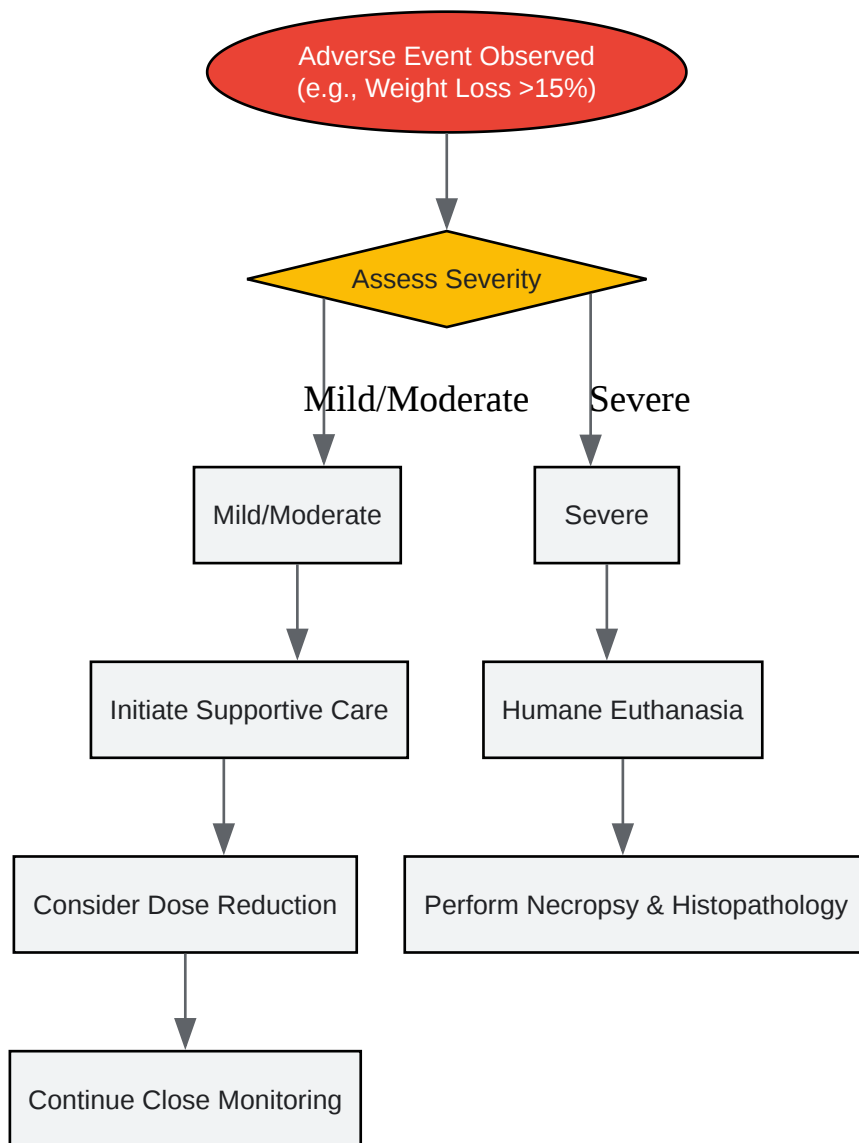 Adverse Event Observed
(e.g., Weight Loss >15%)
Assess Severity
Mild/Moderate
Severe
Mild/Moderate
Severe
Initiate Supportive Care
Humane Euthanasia
Consider Dose Reduction
Perform Necropsy & Histopathology
Continue Close Monitoring